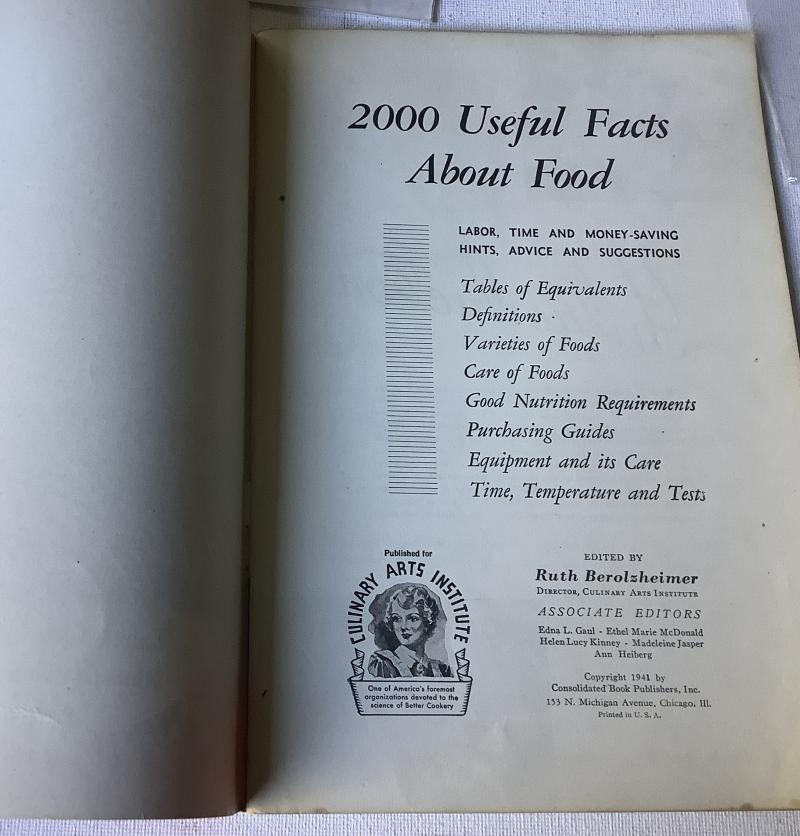 2000 Useful Facts
About Food
LABOR, TIME AND MONEY-SAVING
HINTS, ADVICE AND SUGGESTIONS
Tables of Equivalents
Definitions
Varieties of Foods
Care of Foods
Good Nutrition Requirements
Purchasing Guides
Equipment and its Care
Time, Temperature and Tests
Published for
CULINARY ARTS INSTITUTE
One of America's foremost
organizations devoted to the
science of Better Cookery
EDITED BY
Ruth Berolzheimer
DIRECTOR, CULINARY ARTS INSTITUTE
ASSOCIATE EDITORS
Edna L. Gaul - Ethel Marie McDonald
Helen Lucy Kinney - Madeleine Jasper
Ann Heiberg
Copyright 1941 by
Consolidated Book Publishers, Inc.
153 N. Michigan Avenue, Chicago, Ill.
Printed in U. S. A.